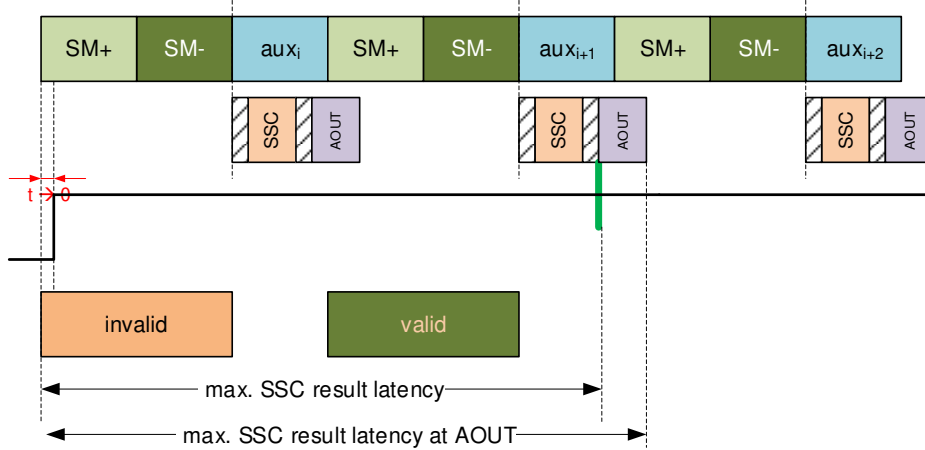 SM+ SM- auxi SM+ SM- auxi+1 SM+ SM- auxi+2
SSC AOUT SSC AOUT SSC AOUT
t → 0
invalid valid
max. SSC result latency
max. SSC result latency at AOUT